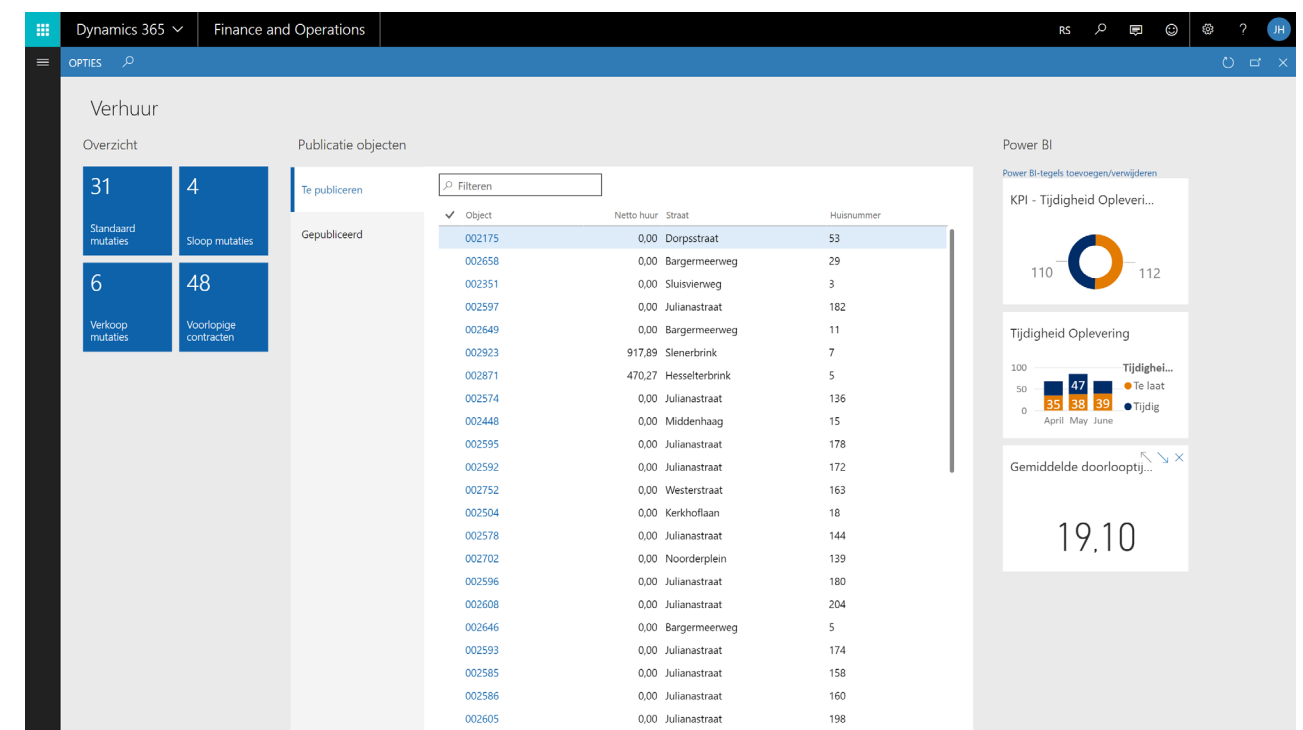 Dynamics 365 Finance and Operations RS ? JH
OPTIES
Verhuur
Overzicht
31
Standaard
mutaties
4
Sloop mutaties
6
Verkoop
mutaties
48
Voorlopige
contracten
Publicatie objecten
Te publiceren
Gepubliceerd
Filteren
Object Netto huur Straat Huisnummer
002175 0,00 Dorpsstraat 53
002658 0,00 Bargermeerweg 29
002351 0,00 Sluisvierweg 3
002597 0,00 Julianastraat 182
002649 0,00 Bargermeerweg 11
002923 917,89 Slenerbrink 7
002871 470,27 Hesselterbrink 5
002574 0,00 Julianastraat 136
002448 0,00 Middenhaag 15
002595 0,00 Julianastraat 178
002592 0,00 Julianastraat 172
002752 0,00 Westerstraat 163
002504 0,00 Kerkhoflaan 18
002578 0,00 Julianastraat 144
002702 0,00 Noorderplein 139
002596 0,00 Julianastraat 180
002608 0,00 Julianastraat 204
002646 0,00 Bargermeerweg 5
002593 0,00 Julianastraat 174
002585 0,00 Julianastraat 158
002586 0,00 Julianastraat 160
002605 0,00 Julianastraat 198
Power BI
Power BI-tegels toevoegen/verwijderen
KPI - Tijdigheid Opleveri...
110 112
Tijdigheid Oplevering
100
50
0
47
35 38 39
April May June
Tijdighei...
Te laat
Tijdig
Gemiddelde doorlooptij...
19,10